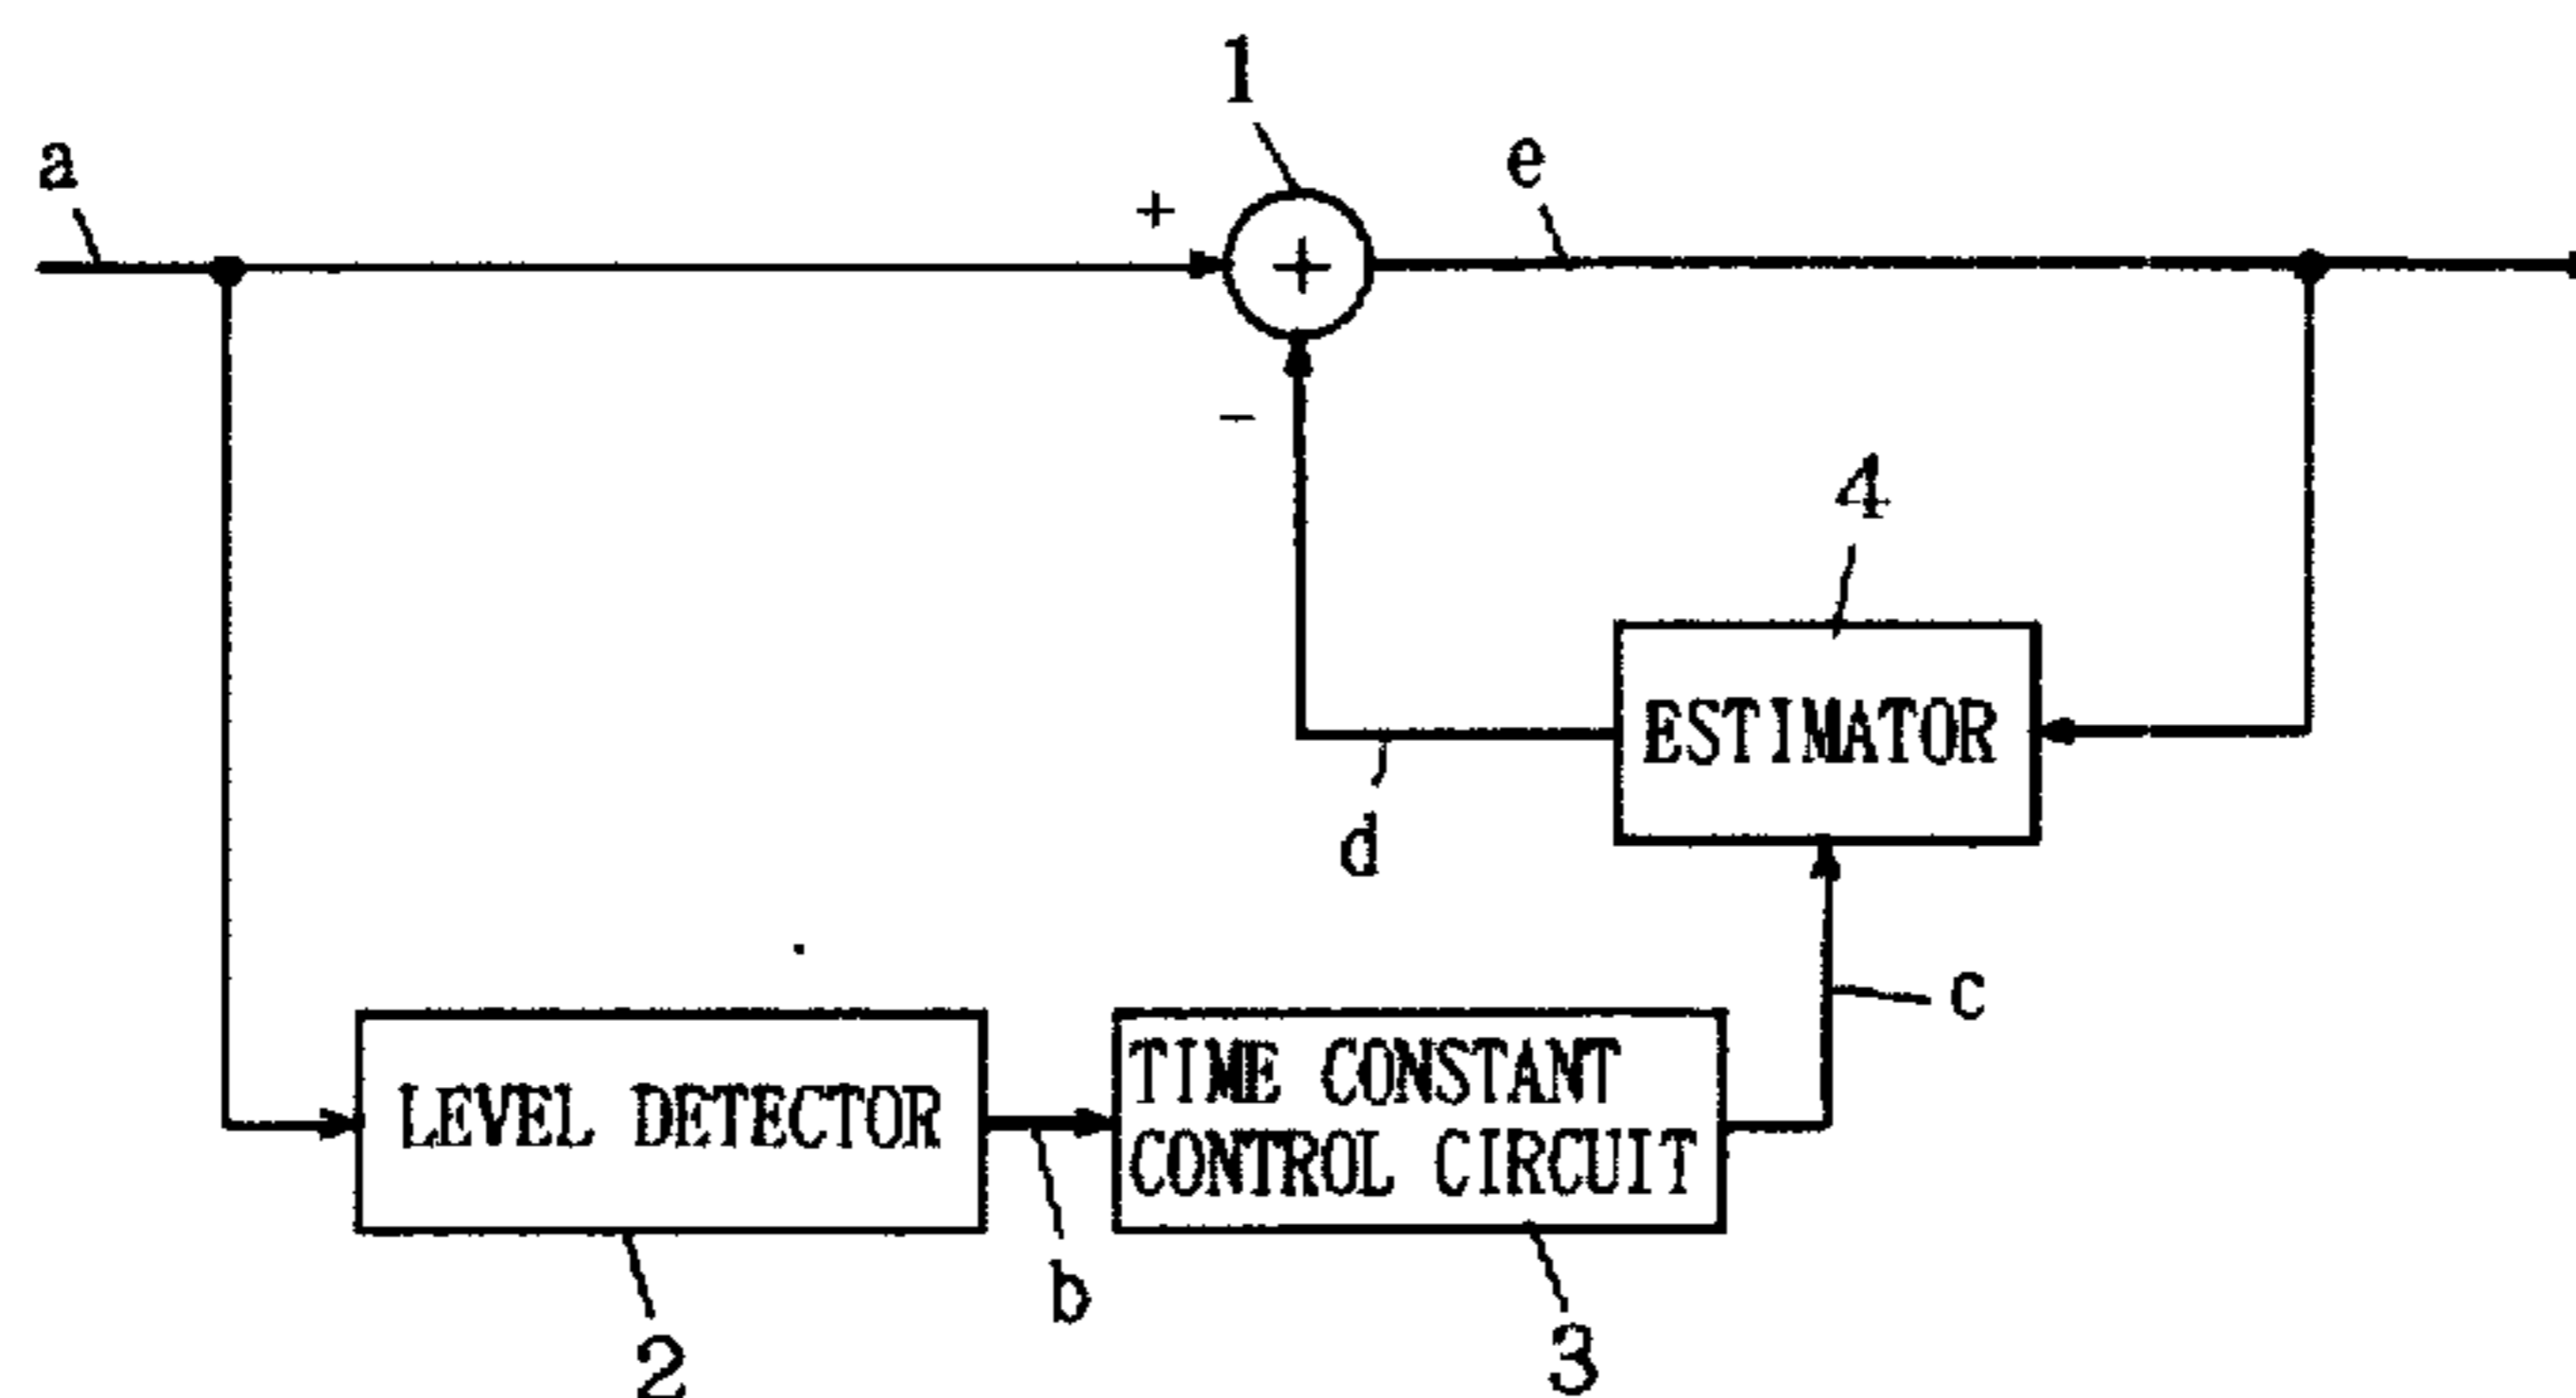 1
a
e
+
+
-
4
ESTIMATOR
d
c
LEVEL DETECTOR
TIME CONSTANT
CONTROL CIRCUIT
b
2
3